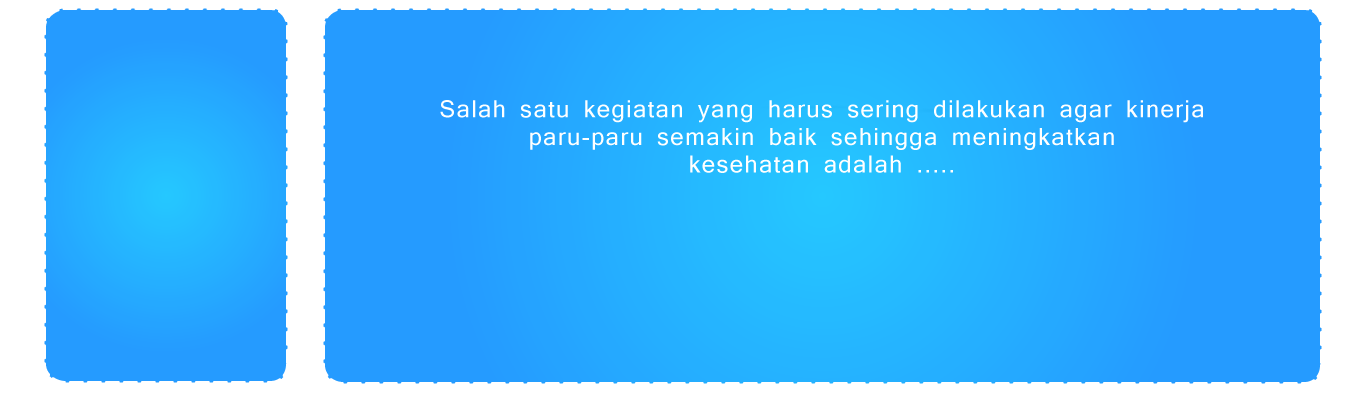 Salah satu kegiatan yang harus sering dilakukan agar kinerja
paru-paru semakin baik sehingga meningkatkan
kesehatan adalah .....